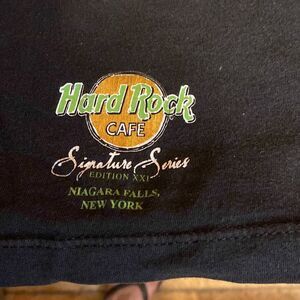 Hard Rock
CAFE
Signature Series
EDITION XXI
NIAGARA FALLS,
NEW YORK